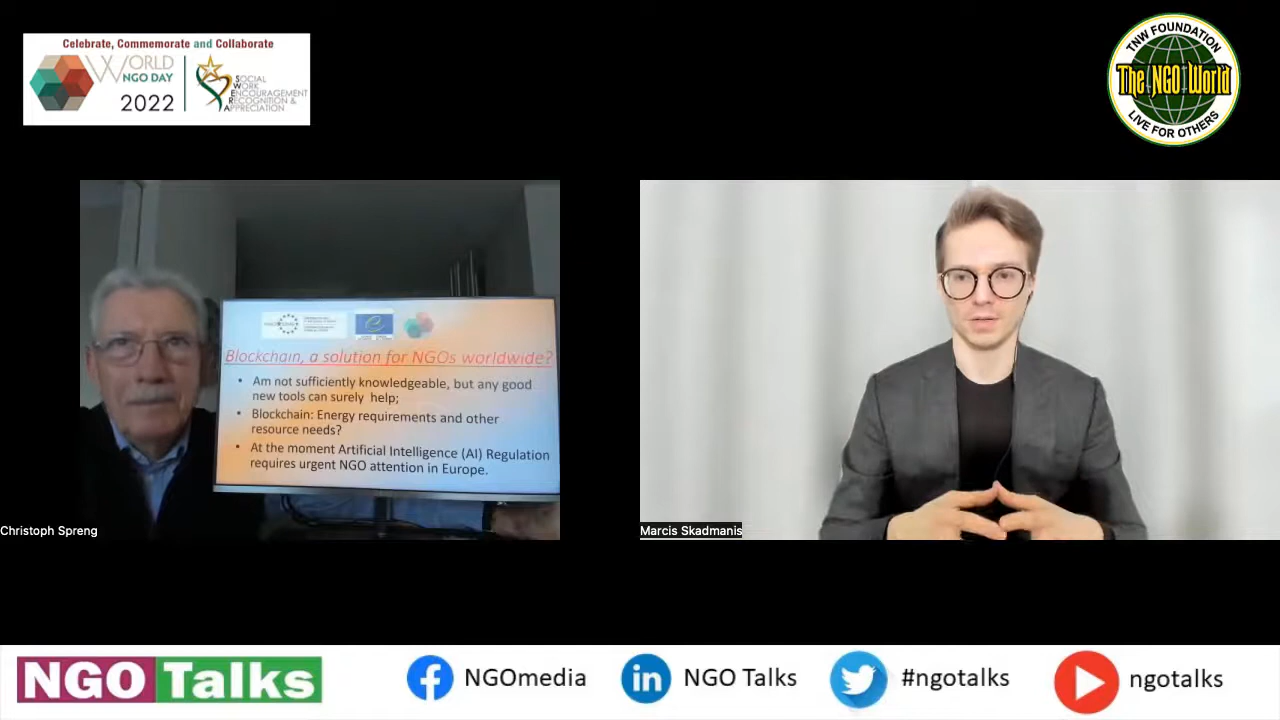 Celebrate, Commemorate and Collaborate
WORLD
NGO DAY
2022
SOCIAL
WORK
ENCOURAGEMENT
RECOGNITION &
APPRECIATION
TNW FOUNDATION
The NGO World
LIVE FOR OTHERS
Blockchain, a solution for NGOs worldwide?
• Am not sufficiently knowledgeable, but any good
new tools can surely help;
• Blockchain: Energy requirements and other
resource needs?
• At the moment Artificial Intelligence (AI) Regulation
requires urgent NGO attention in Europe.
Christoph Spreng
Marcis Skadmanis
NGO Talks
NGOmedia
in
NGO Talks
#ngotalks
ngotalks